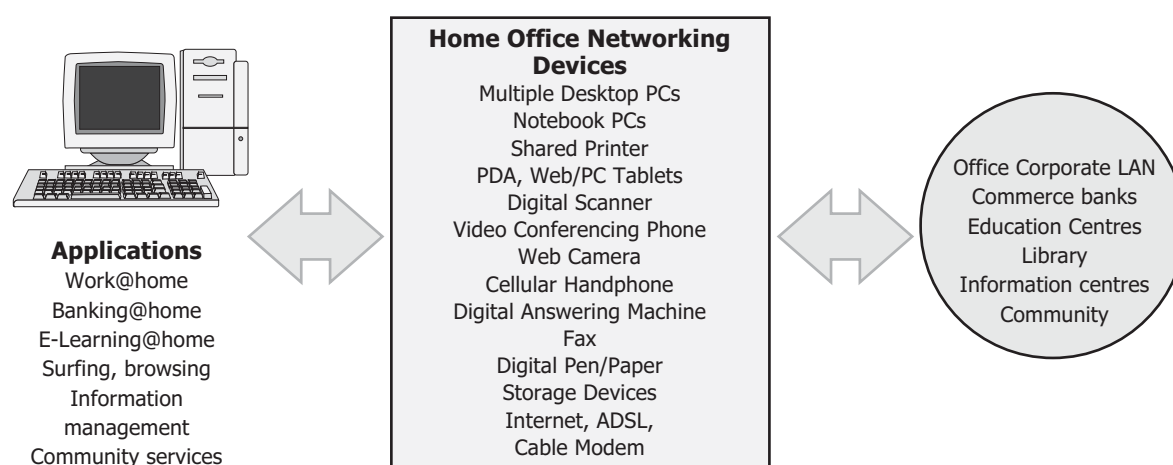 Applications
Work@home
Banking@home
E-Learning@home
Surfing, browsing
Information
management
Community services
Home Office Networking
Devices
Multiple Desktop PCs
Notebook PCs
Shared Printer
PDA, Web/PC Tablets
Digital Scanner
Video Conferencing Phone
Web Camera
Cellular Handphone
Digital Answering Machine
Fax
Digital Pen/Paper
Storage Devices
Internet, ADSL,
Cable Modem
Office Corporate LAN
Commerce banks
Education Centres
Library
Information centres
Community